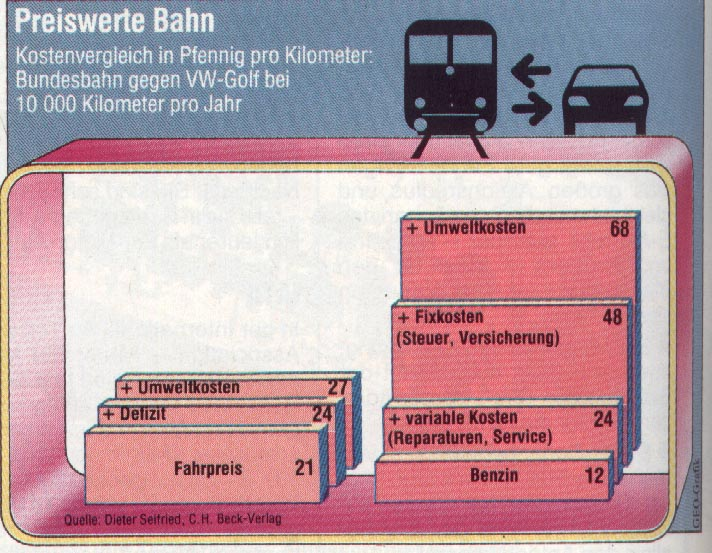 Preiswerte Bahn
Kostenvergleich in Pfennig pro Kilometer:
Bundesbahn gegen VW-Golf bei
10 000 Kilometer pro Jahr
+ Umweltkosten 27
+ Defizit 24
Fahrpreis 21
+ Umweltkosten 68
+ Fixkosten 48
(Steuer, Versicherung)
+ variable Kosten 24
(Reparaturen, Service)
Benzin 12
Quelle: Dieter Seifried, C.H. Beck-Verlag
GEO-Grafik